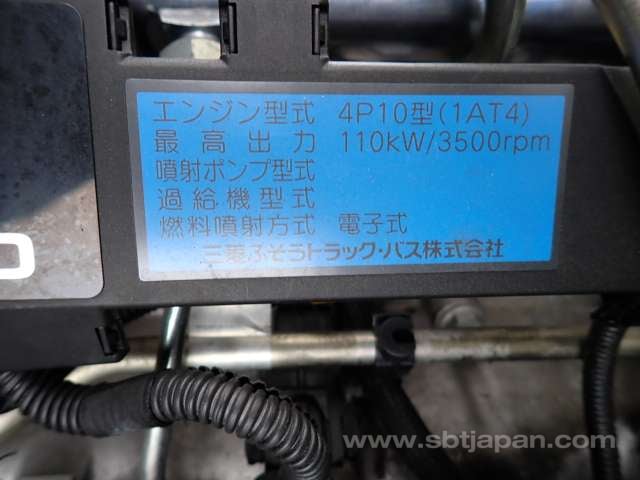 エンジン型式 4P10型(1AT4)
最高出力 110kW/3500rpm
噴射ポンプ型式
過給機型式
燃料噴射方式 電子式
三菱ふそうトラック・バス株式会社
www.sbtjapan.com